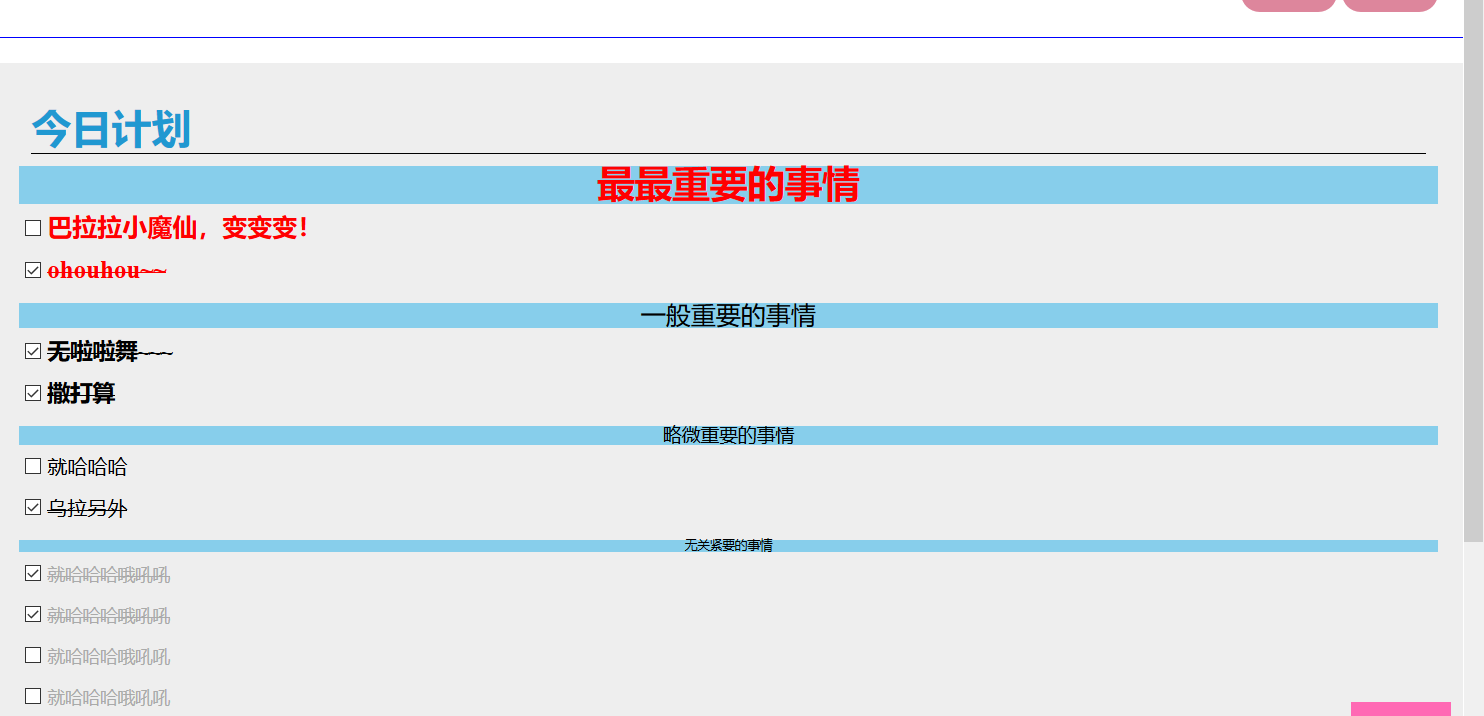 今日计划
最最重要的事情
巴拉拉小魔仙，变变变！
ohouhou~~
一般重要的事情
无啦啦舞~~~
撒打算
略微重要的事情
就哈哈哈
乌拉另外
无关紧要的事情
就哈哈哈哦吼吼
就哈哈哈哦吼吼
就哈哈哈哦吼吼
就哈哈哈哦吼吼